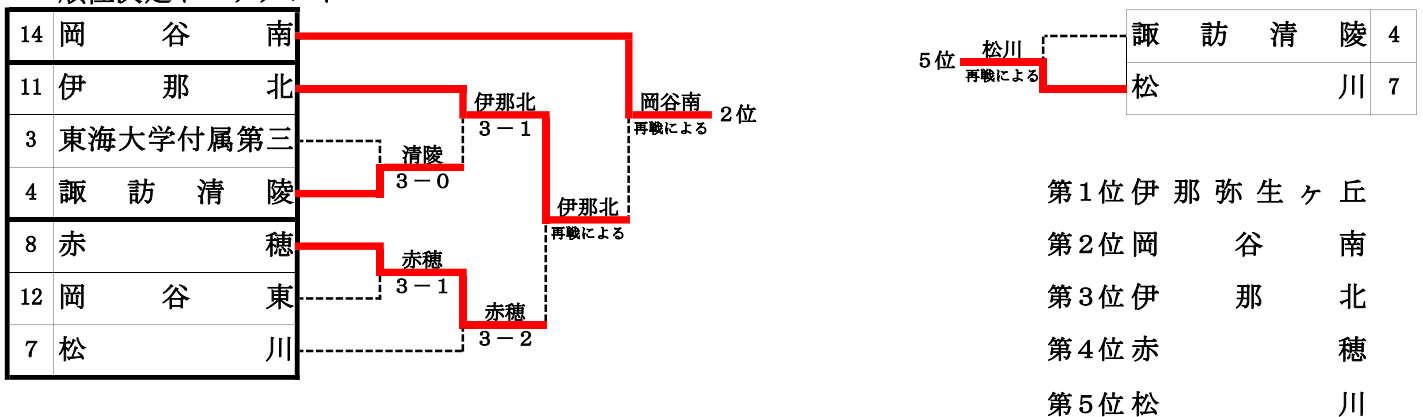 14 岡谷南
11 伊那北
3 東海大学付属第三
4 諏訪清陵
8 赤穂
12 岡谷東
7 松川
清陵
3－0
赤穂
3－1
伊那北
3－1
赤穂
3－2
伊那北
再戦による
岡谷南
再戦による
2位
5位
松川
再戦による
諏訪清陵 4
松川 7
第1位 伊那弥生ヶ丘
第2位 岡谷南
第3位 伊那北
第4位 赤穂
第5位 松川